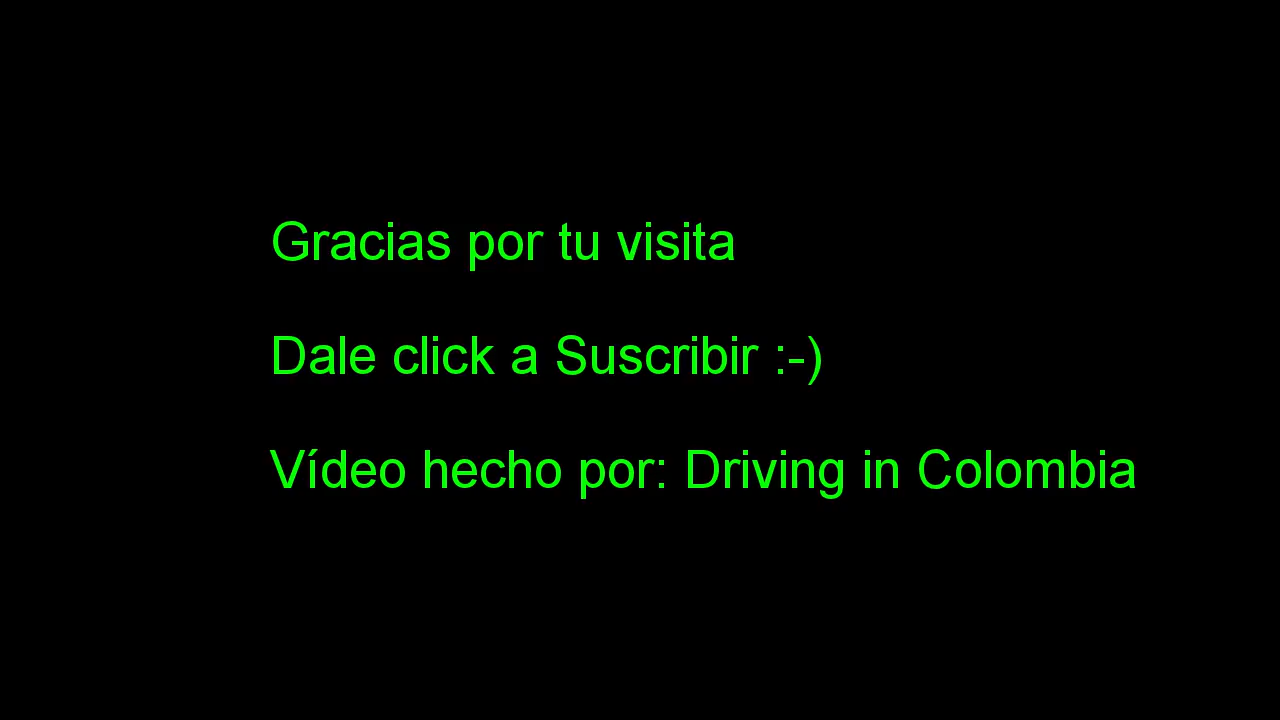 Gracias por tu visita
Dale click a Suscribir :-)
Vídeo hecho por: Driving in Colombia